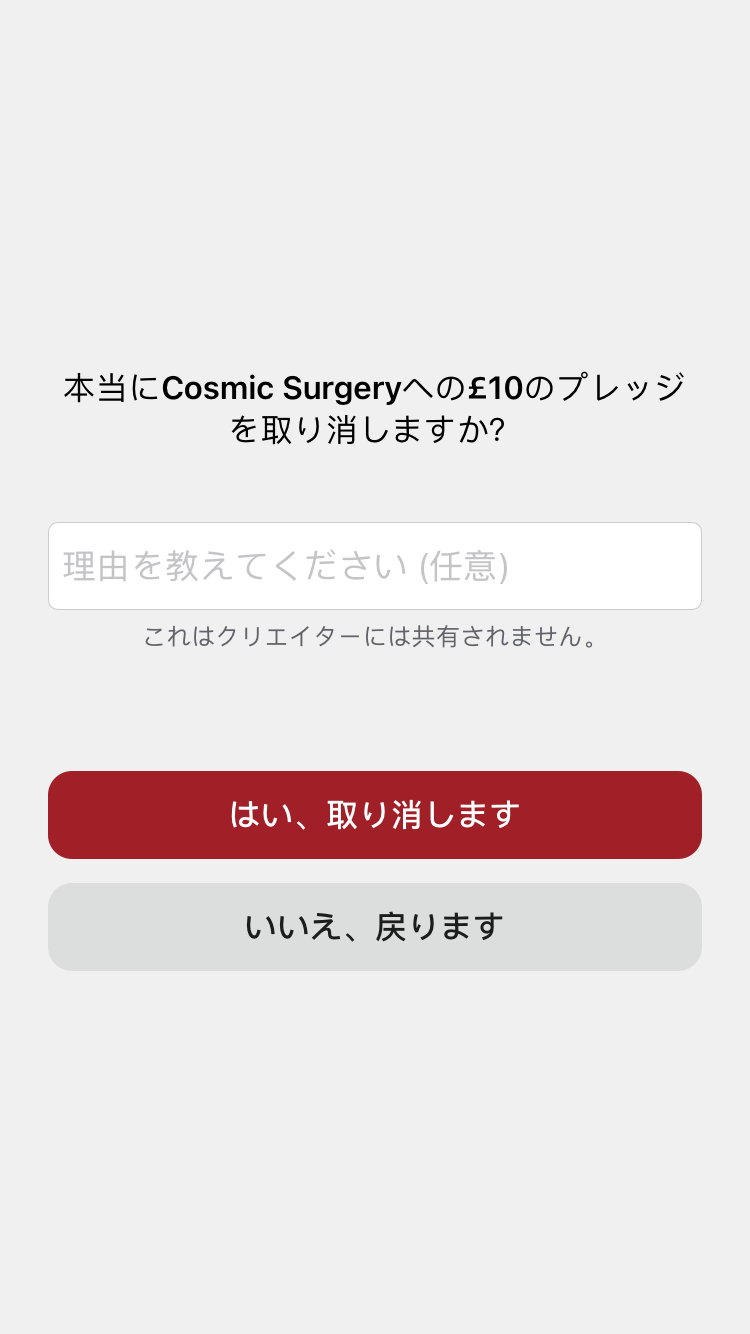 本当にCosmic Surgeryへの£10のプレッジ
を取り消しますか?
理由を教えてください (任意)
これはクリエイターには共有されません。
はい、取り消します
いいえ、戻ります